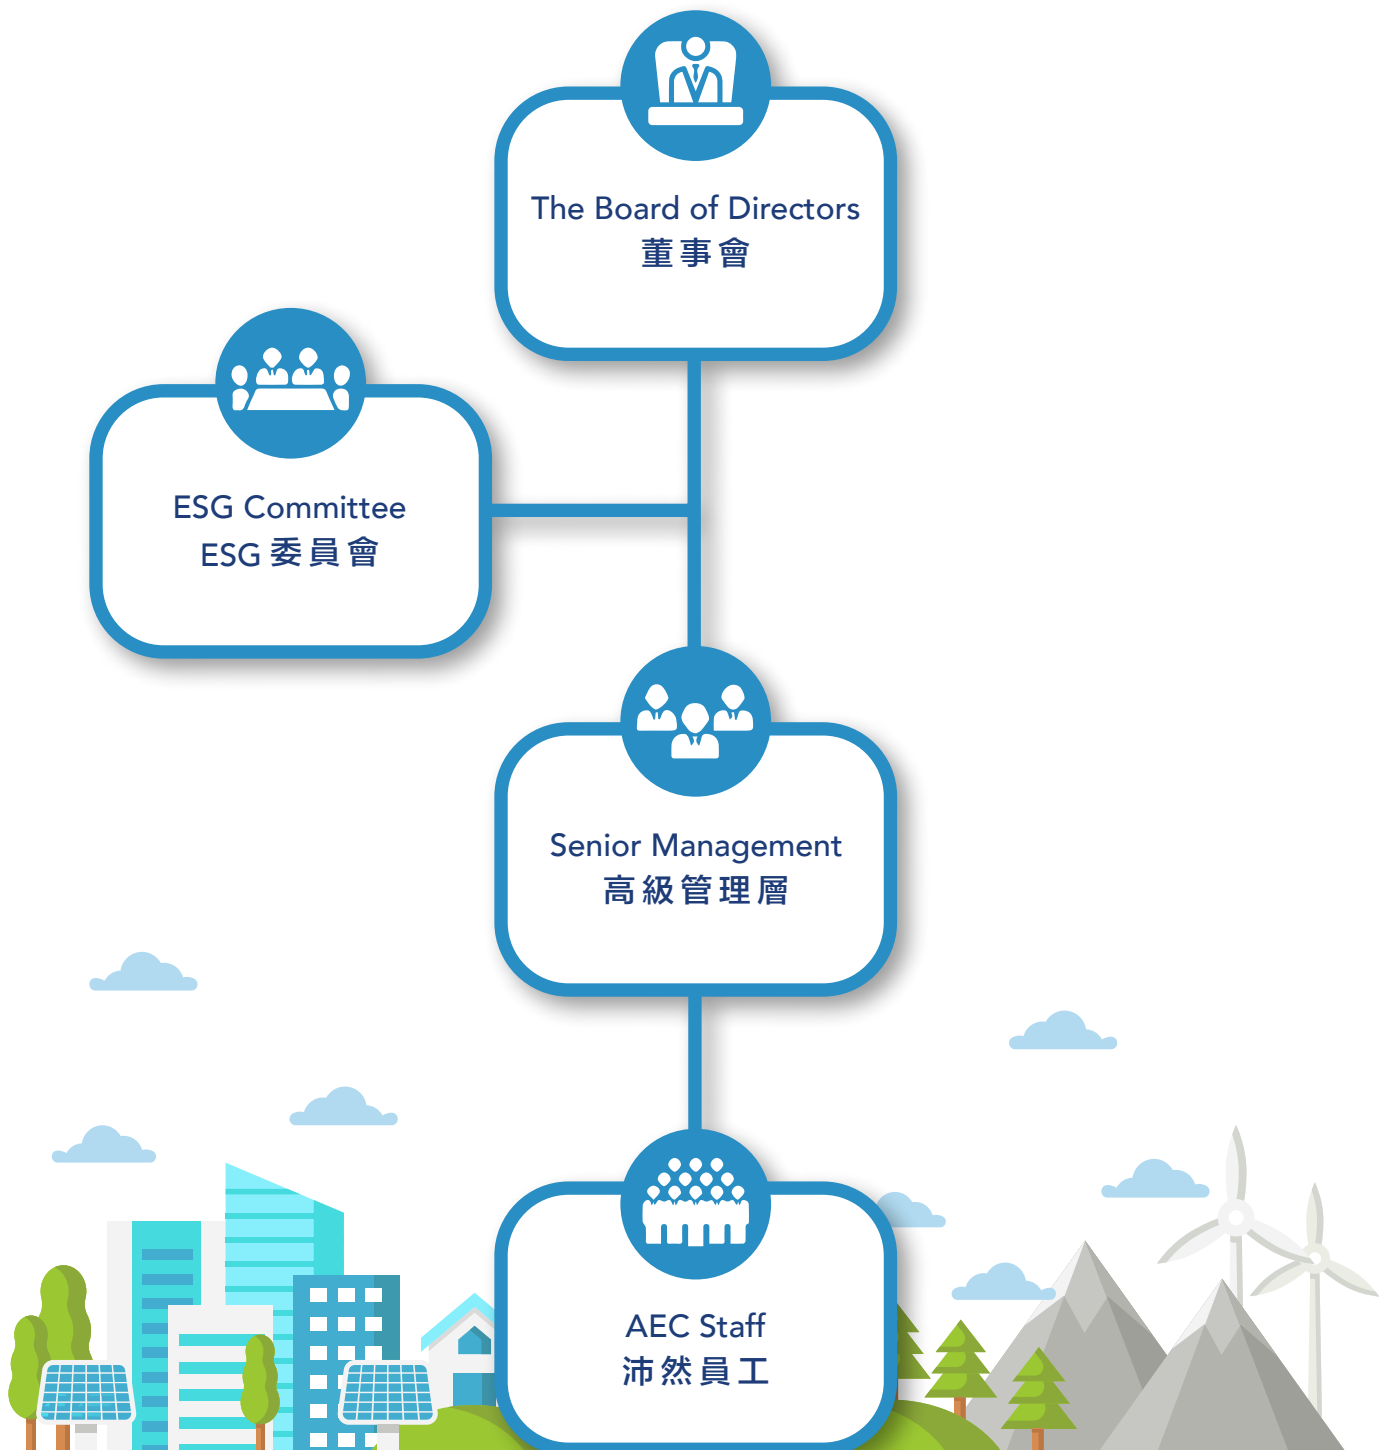 The Board of Directors
董事會
ESG Committee
ESG 委員會
Senior Management
高級管理層
AEC Staff
沛然員工